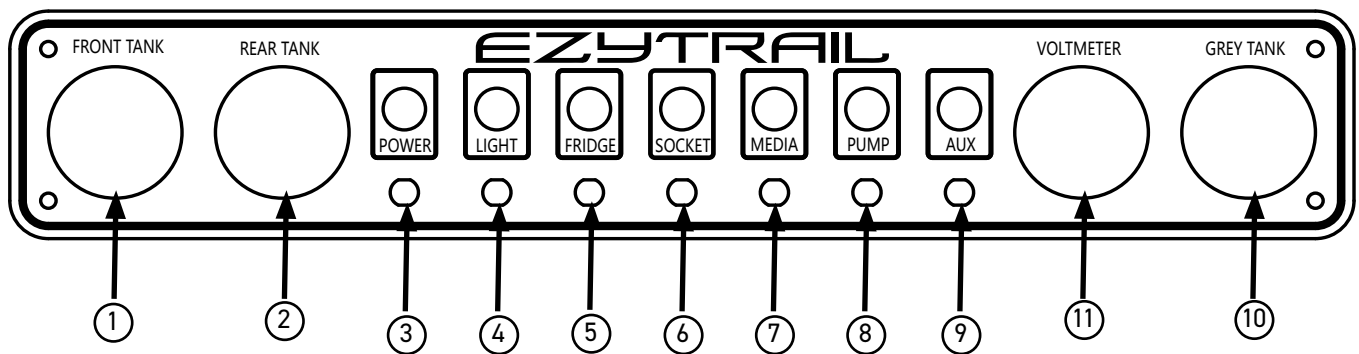 EZYTRAIL
FRONT TANK
REAR TANK
VOLTMETER
GREY TANK
POWER
LIGHT
FRIDGE
SOCKET
MEDIA
PUMP
AUX
1
2
3
4
5
6
7
8
9
11
10